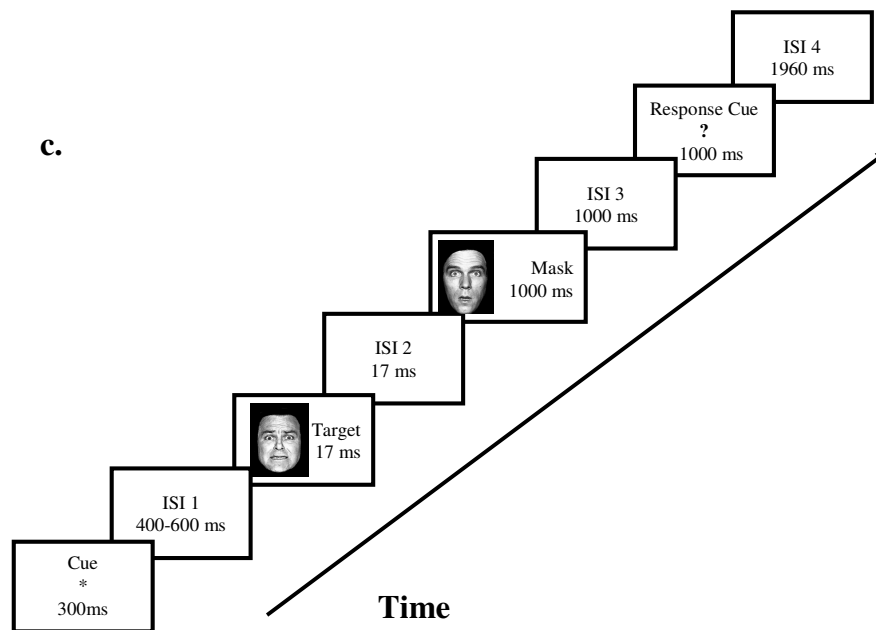 ISI 4
1960 ms
Response Cue
?
1000 ms
c.
ISI 3
1000 ms
Mask
1000 ms
ISI 2
17 ms
Target
17 ms
ISI 1
400-600 ms
Cue
*
300ms
Time